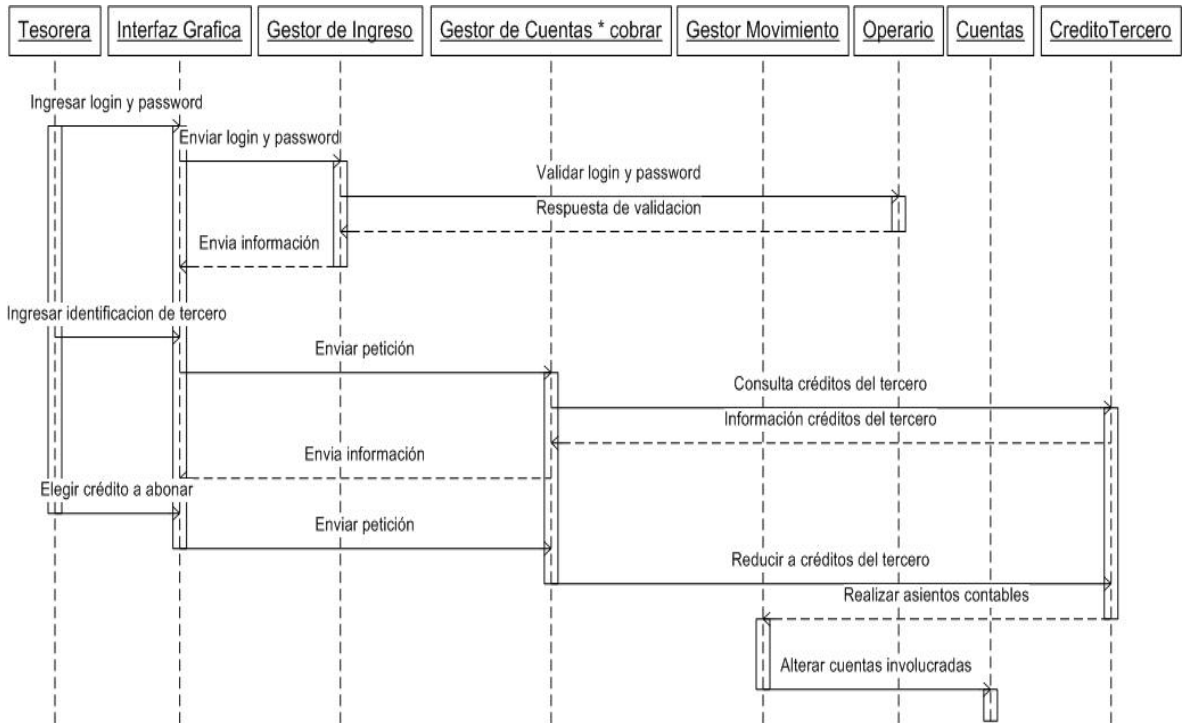 Tesorera
Interfaz Grafica
Gestor de Ingreso
Gestor de Cuentas * cobrar
Gestor Movimiento
Operario
Cuentas
CreditoTercero
Ingresar login y password
Enviar login y password
Validar login y password
Respuesta de validacion
Envia información
Ingresar identificacion de tercero
Enviar petición
Consulta créditos del tercero
Información créditos del tercero
Envia información
Elegir crédito a abonar
Enviar petición
Reducir a créditos del tercero
Realizar asientos contables
Alterar cuentas involucradas